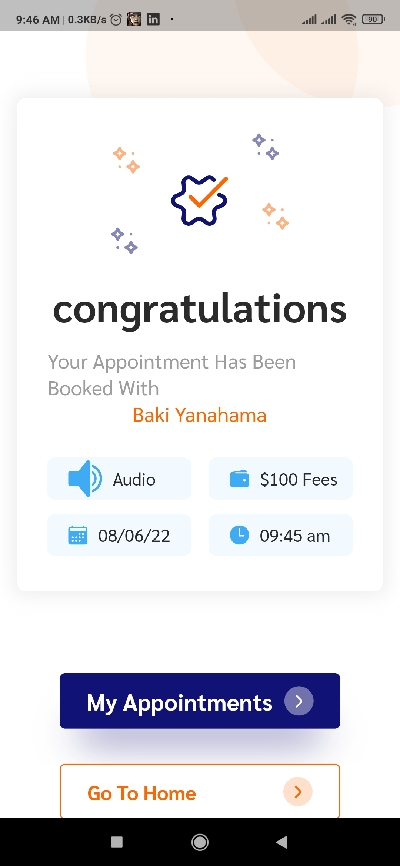 9:46 AM | 0.3KB/s
90
congratulations
Your Appointment Has Been
Booked With
Baki Yanahama
Audio
$100 Fees
08/06/22
09:45 am
My Appointments
Go To Home